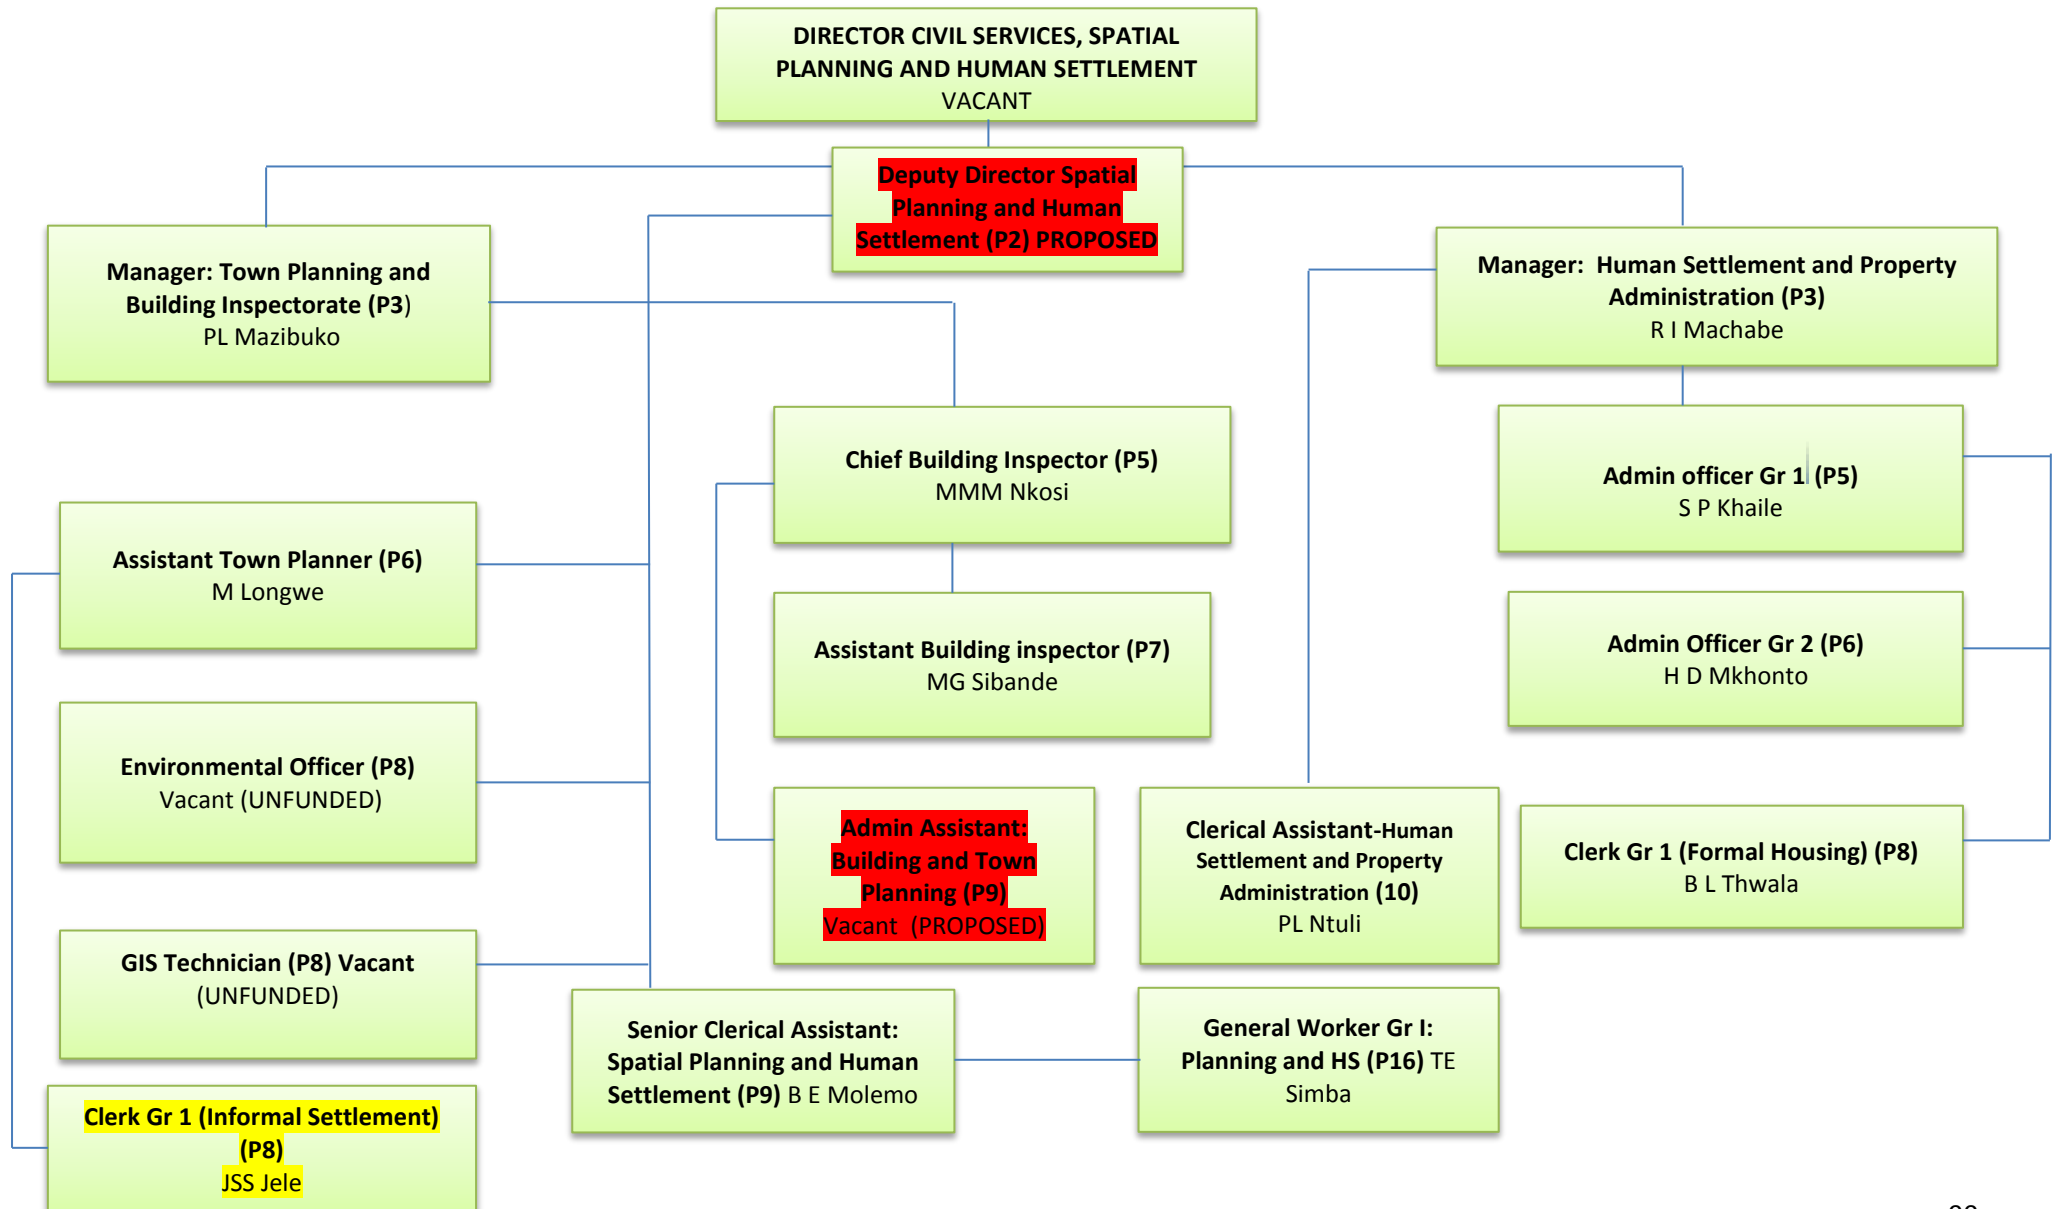 DIRECTOR CIVIL SERVICES, SPATIAL
PLANNING AND HUMAN SETTLEMENT
VACANT
Deputy Director Spatial
Planning and Human
Settlement (P2) PROPOSED
Manager: Town Planning and
Building Inspectorate (P3)
PL Mazibuko
Manager: Human Settlement and Property
Administration (P3)
R I Machabe
Chief Building Inspector (P5)
MMM Nkosi
Admin officer Gr 1 (P5)
S P Khaile
Assistant Town Planner (P6)
M Longwe
Assistant Building inspector (P7)
MG Sibande
Admin Officer Gr 2 (P6)
H D Mkhonto
Environmental Officer (P8)
Vacant (UNFUNDED)
Admin Assistant:
Building and Town
Planning (P9)
Vacant (PROPOSED)
Clerical Assistant-Human
Settlement and Property
Administration (10)
PL Ntuli
Clerk Gr 1 (Formal Housing) (P8)
B L Thwala
GIS Technician (P8) Vacant
(UNFUNDED)
Senior Clerical Assistant:
Spatial Planning and Human
Settlement (P9) B E Molemo
General Worker Gr I:
Planning and HS (P16) TE
Simba
Clerk Gr 1 (Informal Settlement)
(P8)
JSS Jele